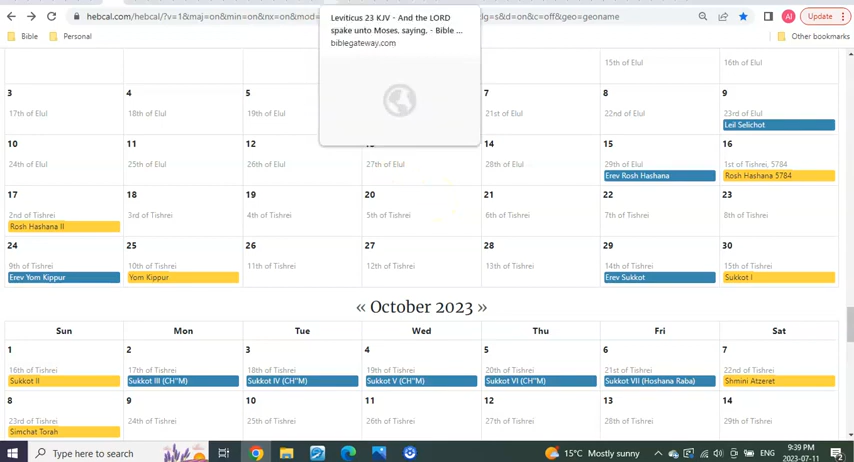 hebcal.com/hebcal/?v=1&maj=on&min=on&nx=on&mod=
lg=s&d=on&c=off&geo=geoname
Update
Bible
Personal
Other bookmarks
Leviticus 23 KJV - And the LORD
spake unto Moses, saying, - Bible ...
biblegateway.com
15th of Elul
16th of Elul
3
4
5
7
8
9
17th of Elul
18th of Elul
19th of Elul
21st of Elul
22nd of Elul
23rd of Elul
Leil Selichot
10
11
12
13
14
15
16
24th of Elul
25th of Elul
26th of Elul
27th of Elul
28th of Elul
29th of Elul
1st of Tishrei, 5784
Erev Rosh Hashana
Rosh Hashana 5784
17
18
19
20
21
22
23
2nd of Tishrei
3rd of Tishrei
4th of Tishrei
5th of Tishrei
6th of Tishrei
7th of Tishrei
8th of Tishrei
Rosh Hashana II
24
25
26
27
28
29
30
9th of Tishrei
10th of Tishrei
11th of Tishrei
12th of Tishrei
13th of Tishrei
14th of Tishrei
15th of Tishrei
Erev Yom Kippur
Yom Kippur
Erev Sukkot
Sukkot I
« October 2023 »
Sun
Mon
Tue
Wed
Thu
Fri
Sat
1
2
3
4
5
6
7
16th of Tishrei
17th of Tishrei
18th of Tishrei
19th of Tishrei
20th of Tishrei
21st of Tishrei
22nd of Tishrei
Sukkot II
Sukkot III (CH''M)
Sukkot IV (CH''M)
Sukkot V (CH''M)
Sukkot VI (CH''M)
Sukkot VII (Hoshana Raba)
Shmini Atzeret
8
9
10
11
12
13
14
23rd of Tishrei
24th of Tishrei
25th of Tishrei
26th of Tishrei
27th of Tishrei
28th of Tishrei
29th of Tishrei
Simchat Torah
Type here to search
15°C Mostly sunny
ENG
9:39 PM
2023-07-11
2